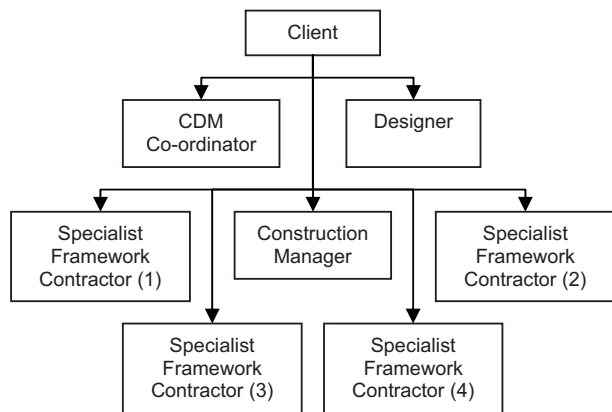 Client
CDM
Co-ordinator
Designer
Specialist
Framework
Contractor (1)
Construction
Manager
Specialist
Framework
Contractor (2)
Specialist
Framework
Contractor (3)
Specialist
Framework
Contractor (4)